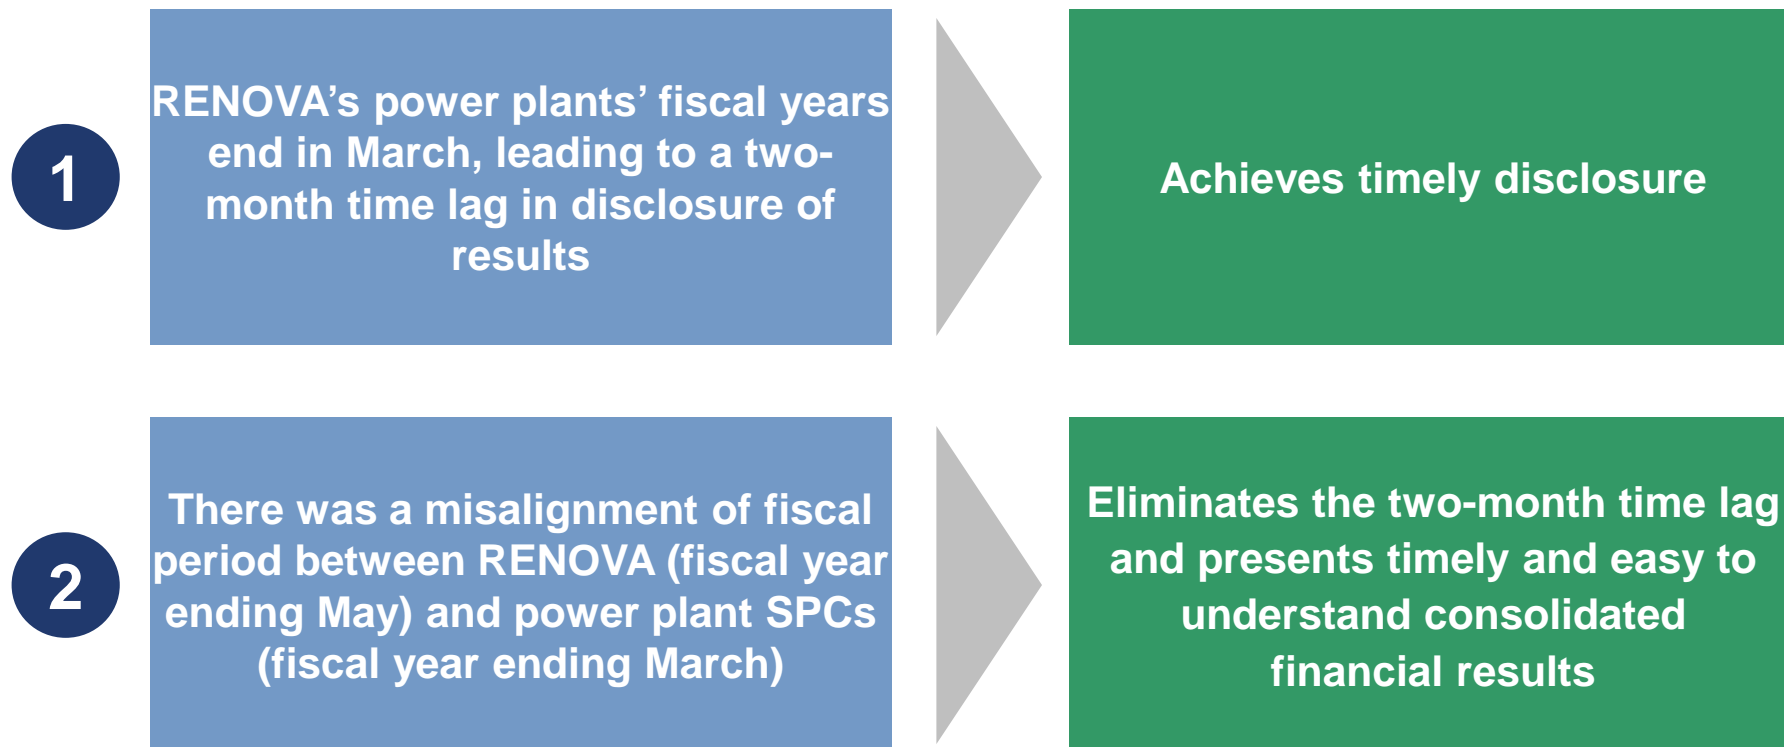 1
RENOVA’s power plants’ fiscal years
end in March, leading to a two-
month time lag in disclosure of
results
Achieves timely disclosure
2
There was a misalignment of fiscal
period between RENOVA (fiscal year
ending May) and power plant SPCs
(fiscal year ending March)
Eliminates the two-month time lag
and presents timely and easy to
understand consolidated
financial results